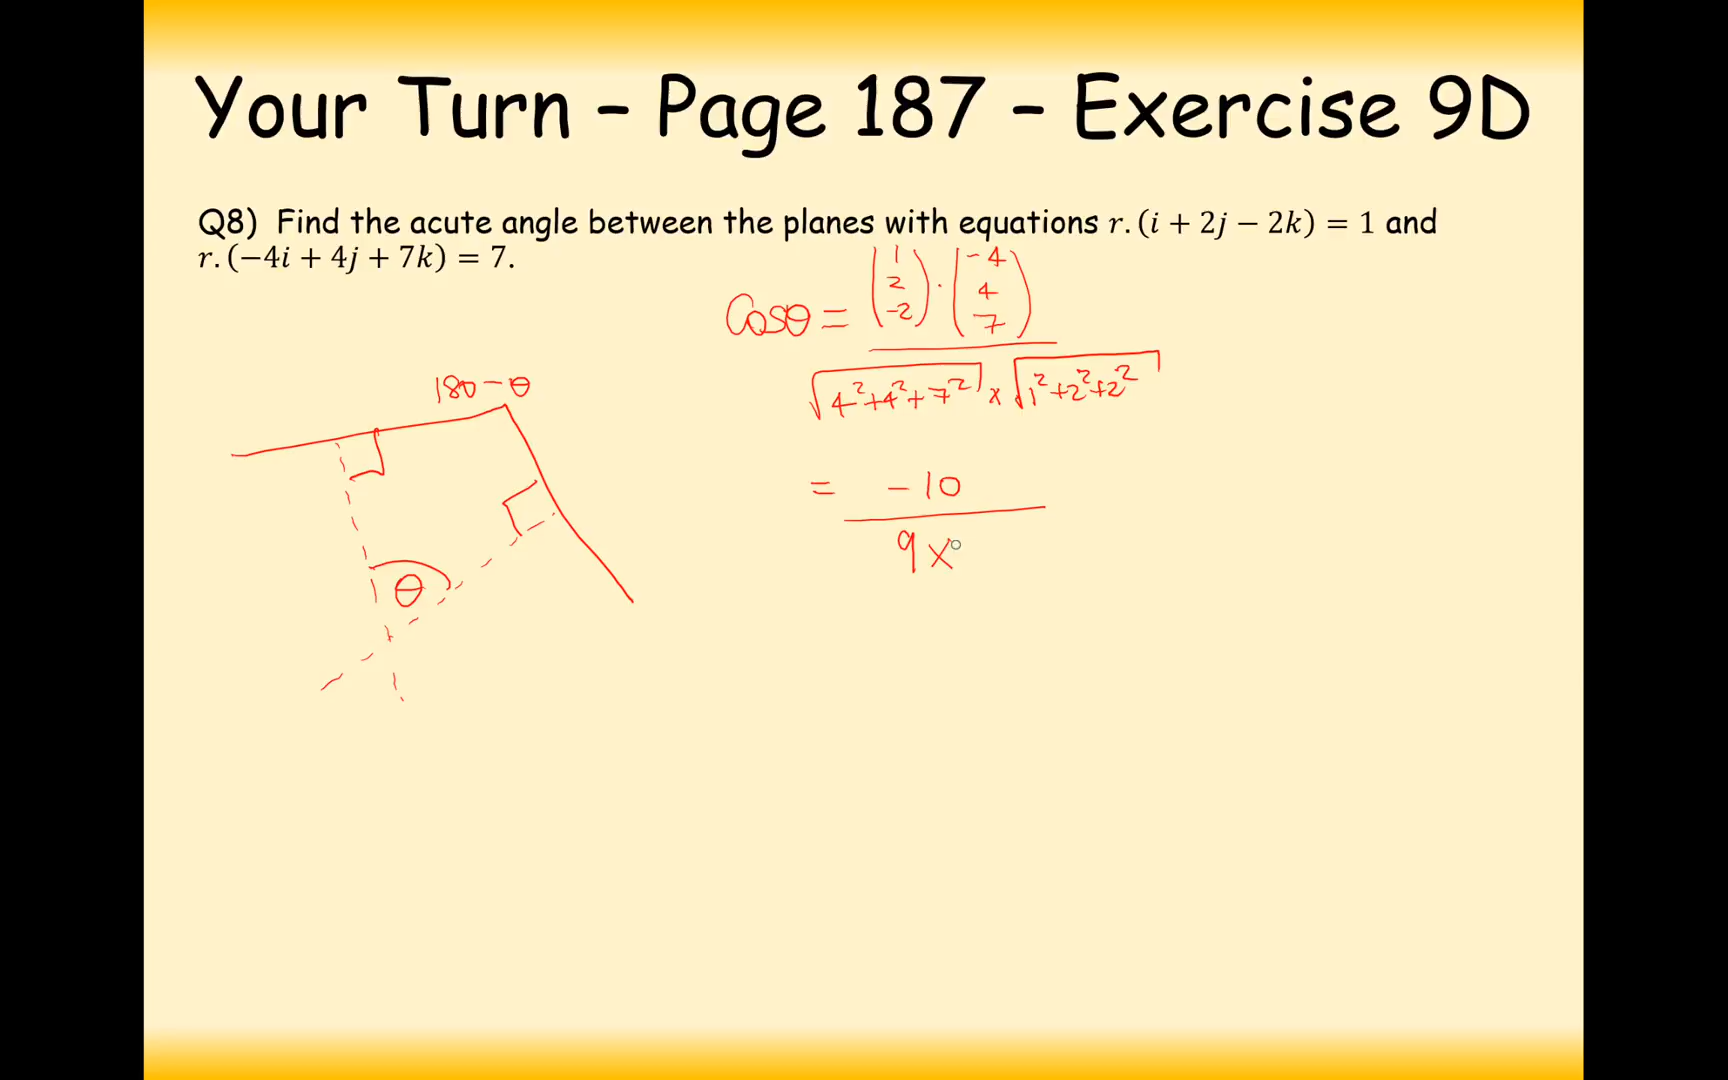 Your Turn – Page 187 – Exercise 9D
Q8) Find the acute angle between the planes with equations r.(i + 2j − 2k) = 1 and
r.(−4i + 4j + 7k) = 7.
Cosθ = (1 2 -2) . (-4 4 7)
√4²+4²+7² × √1²+2²+2²
180 – θ
= -10
9 x
θ